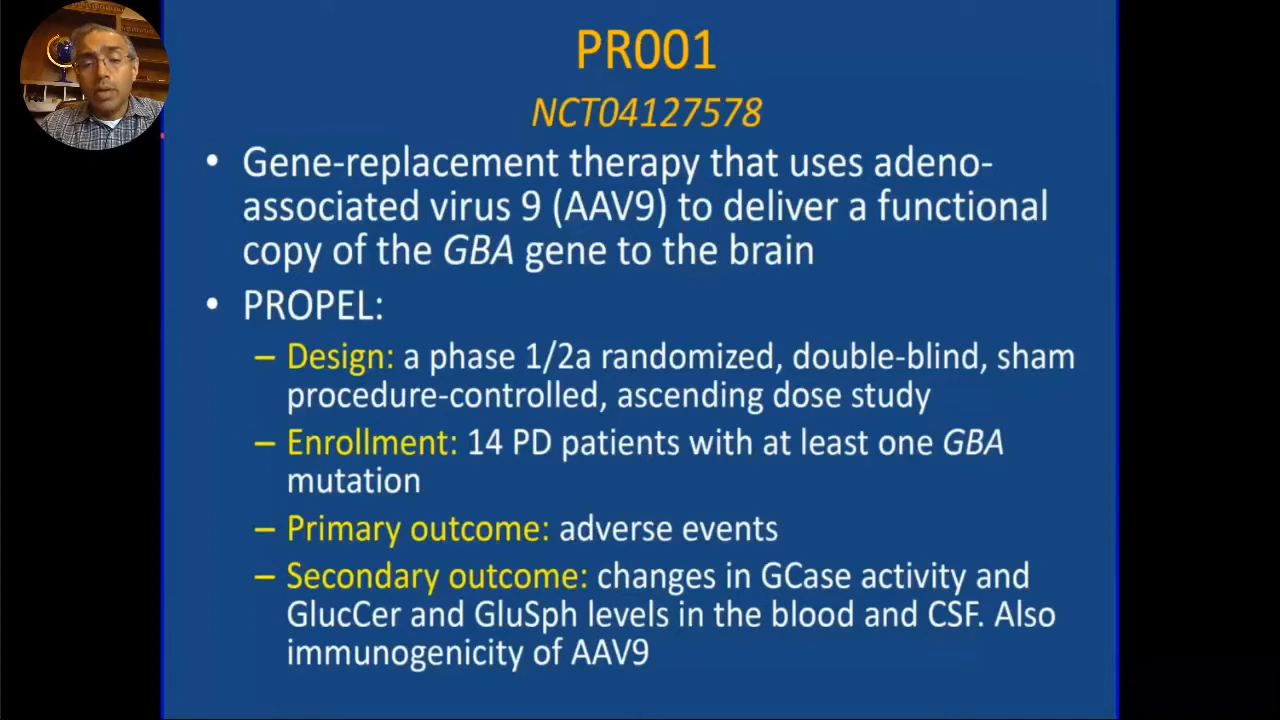 PR001
NCT04127578
• Gene-replacement therapy that uses adeno-
associated virus 9 (AAV9) to deliver a functional
copy of the GBA gene to the brain
• PROPEL:
– Design: a phase 1/2a randomized, double-blind, sham
procedure-controlled, ascending dose study
– Enrollment: 14 PD patients with at least one GBA
mutation
– Primary outcome: adverse events
– Secondary outcome: changes in GCase activity and
GlucCer and GluSph levels in the blood and CSF. Also
immunogenicity of AAV9